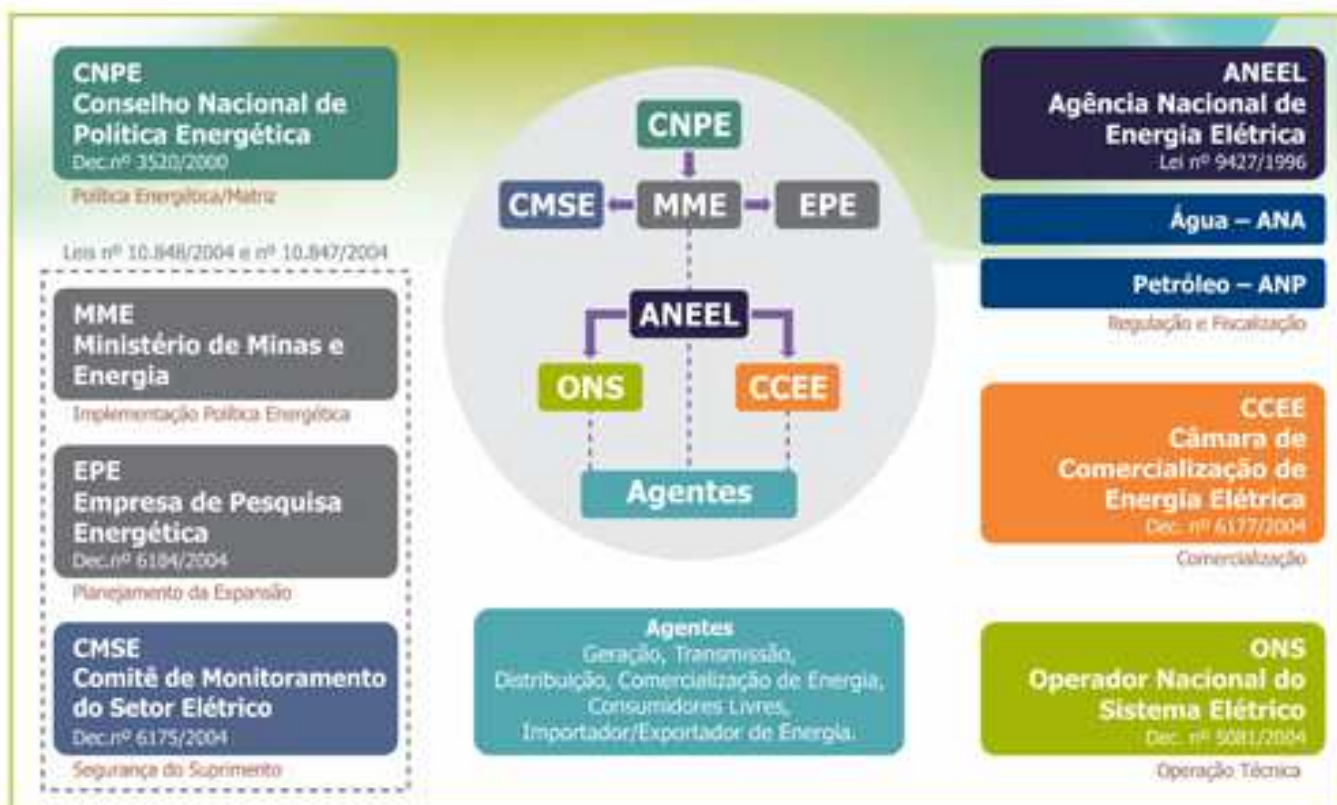 CNPE
Conselho Nacional de
Política Energética
Dec.nº 3520/2000
Política Energética/Matriz
Leis nº 10.848/2004 e nº 10.847/2004
MME
Ministério de Minas e
Energia
Implementação Política Energética
EPE
Empresa de Pesquisa
Energética
Dec.nº 6184/2004
Planejamento da Expansão
CMSE
Comitê de Monitoramento
do Setor Elétrico
Dec.nº 6175/2004
Segurança do Suprimento
CNPE
CMSE
MME
EPE
ANEEL
ONS
CCEE
Agentes
Agentes
Geração, Transmissão,
Distribuição, Comercialização de Energia,
Consumidores Livres,
Importador/Exportador de Energia.
ANEEL
Agência Nacional de
Energia Elétrica
Lei nº 9427/1996
Água – ANA
Petróleo – ANP
Regulação e Fiscalização
CCEE
Câmara de
Comercialização de
Energia Elétrica
Dec. nº 6177/2004
Comercialização
ONS
Operador Nacional do
Sistema Elétrico
Dec. nº 5081/2004
Operação Técnica